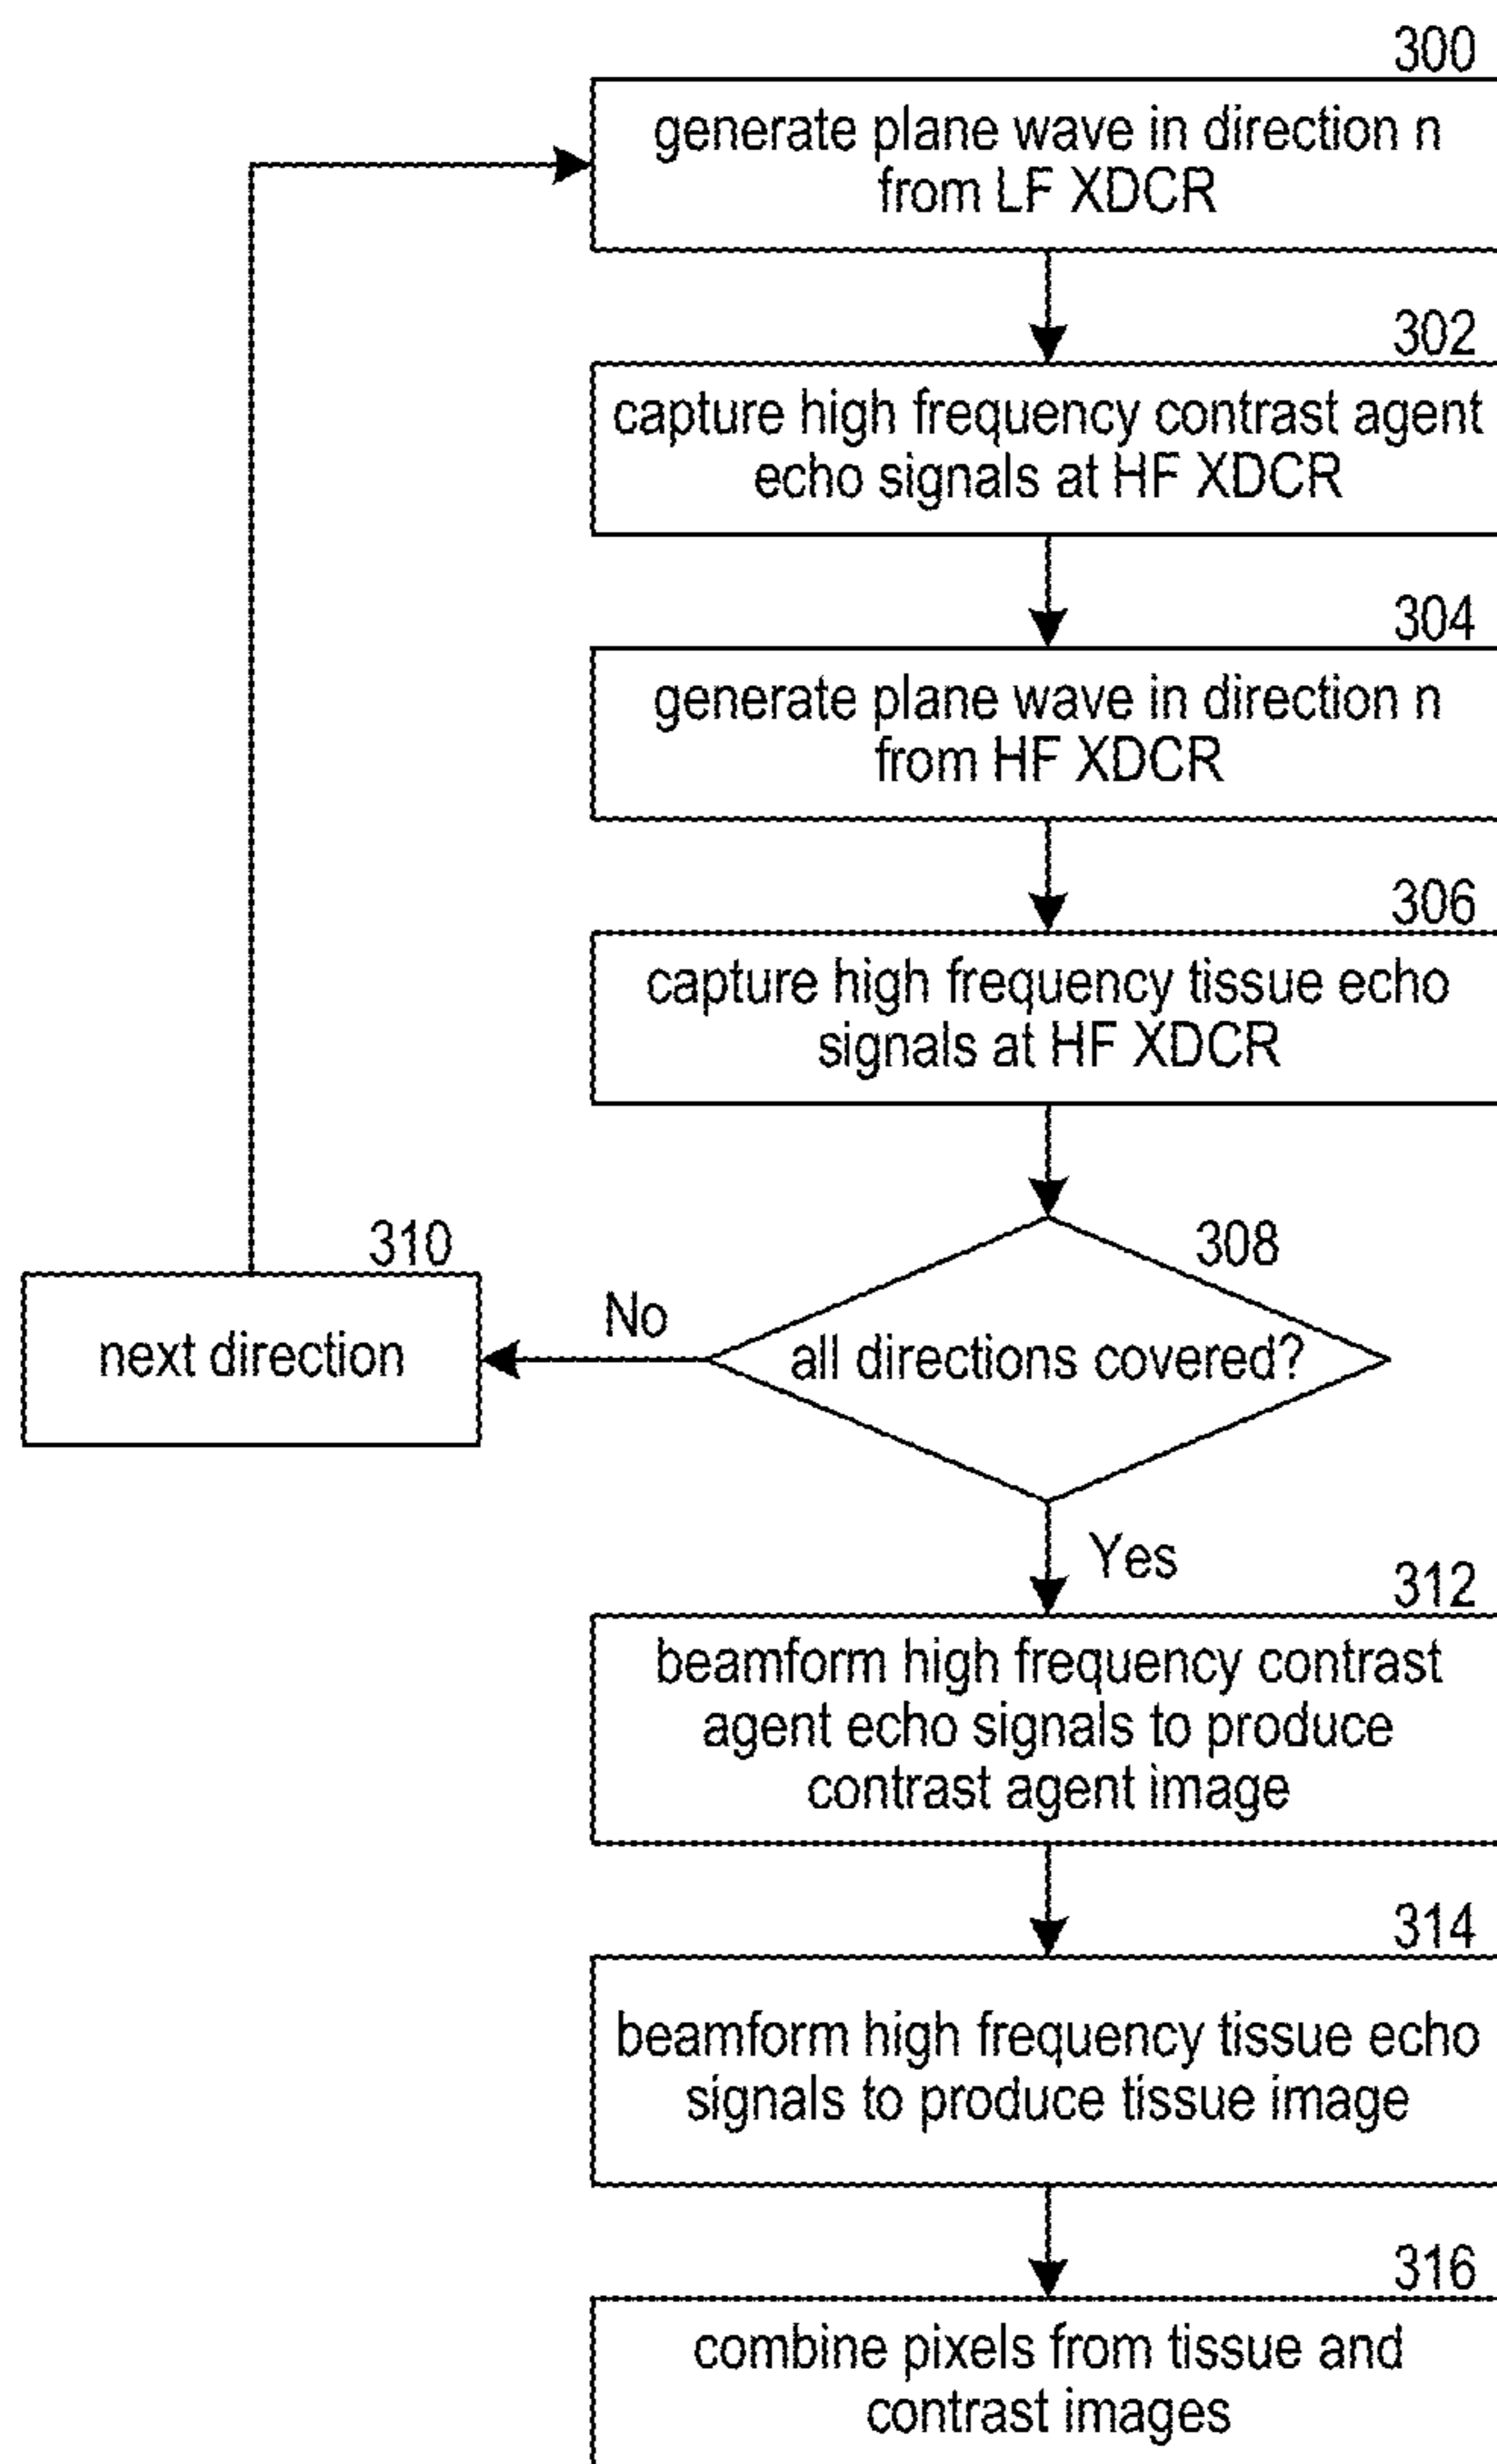 300
generate plane wave in direction n
from LF XDCR
302
capture high frequency contrast agent
echo signals at HF XDCR
304
generate plane wave in direction n
from HF XDCR
306
capture high frequency tissue echo
signals at HF XDCR
308
all directions covered?
No
310
next direction
Yes
312
beamform high frequency contrast
agent echo signals to produce
contrast agent image
314
beamform high frequency tissue echo
signals to produce tissue image
316
combine pixels from tissue and
contrast images